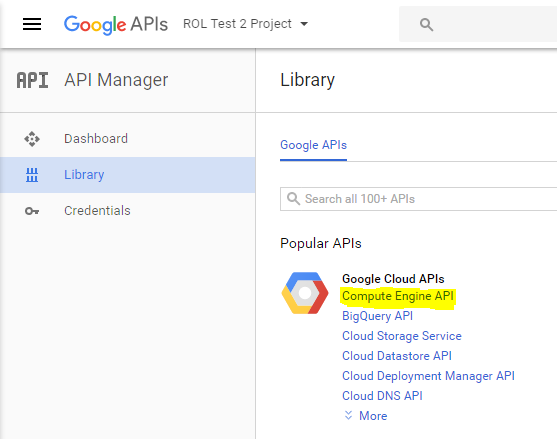 Google APIs ROL Test 2 Project
API API Manager
Library
Dashboard
Library
Credentials
Google APIs
Search all 100+ APIs
Popular APIs
Google Cloud APIs
Compute Engine API
BigQuery API
Cloud Storage Service
Cloud Datastore API
Cloud Deployment Manager API
Cloud DNS API
More